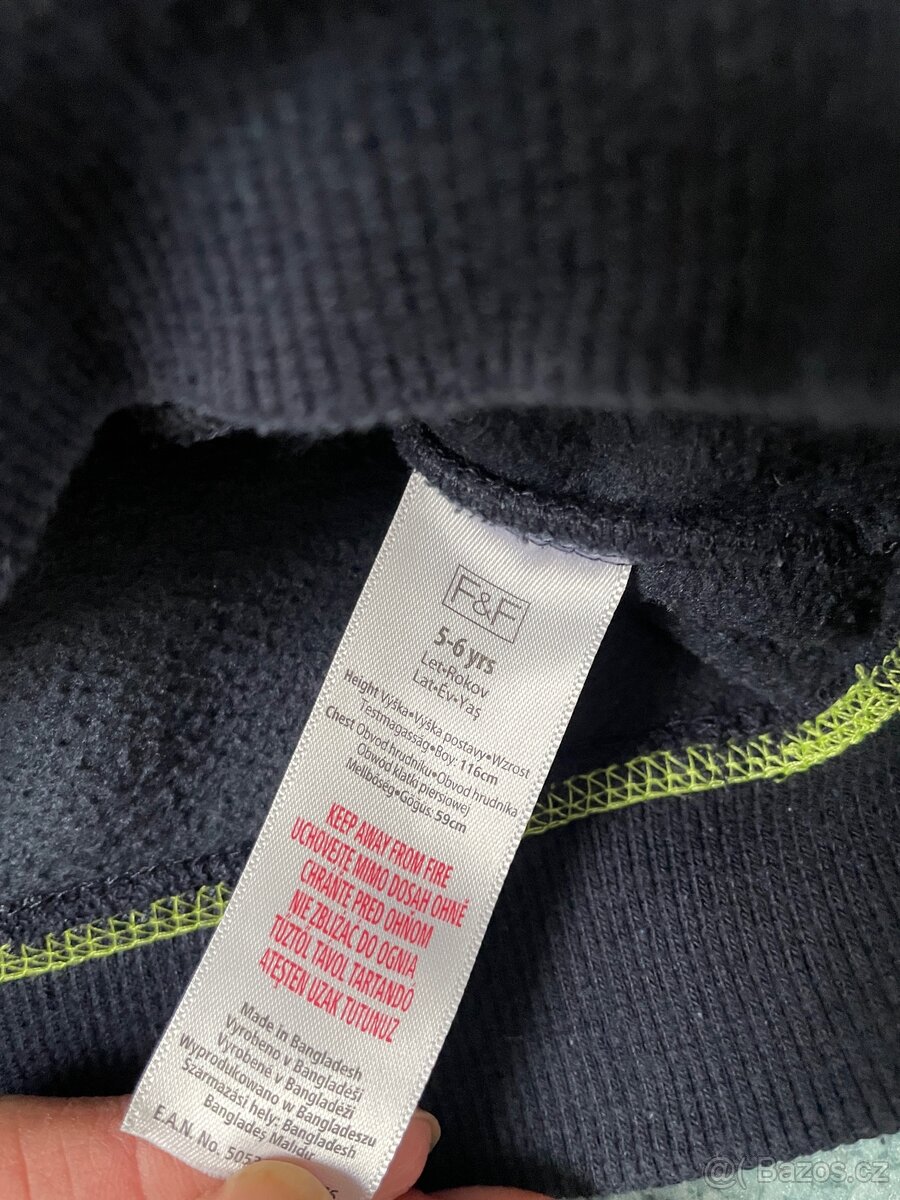 F&F
5-6 yrs
Let•Rokov
Lat•Év•Yaş
Height Výška•Výška postavy•Wzrost
Testmagasság•Boy: 116cm
Chest Obvod hrudníku•Obvod hrudníka
Obwód klatki piersiowej
Mellbőség•Göğüs: 59cm
KEEP AWAY FROM FIRE
UCHOVEJTE MIMO DOSAH OHNĚ
CHRÁŇTE PRED OHŇOM
NIE ZBLIŻAĆ DO OGNIA
TŰZTŐL TÁVOL TARTANDÓ
ATEŞTEN UZAK TUTUNUZ
Made in Bangladesh
Vyrobeno v Bangladéši
Vyrobené v Bangladéži
Wyprodukowano w Bangladeszu
Származási hely: Bangladesh
Bangladeş Malıdır
E.A.N. No. 505
Bazos.cz